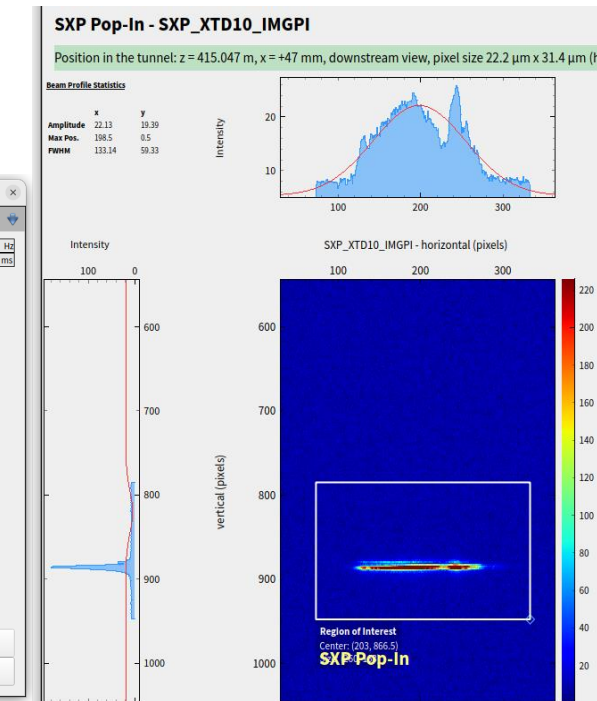 SXP Pop-In - SXP_XTD10_IMGPI
Position in the tunnel: z = 415.047 m, x = +47 mm, downstream view, pixel size 22.2 µm x 31.4 µm (h
Beam Profile Statistics
x y
Amplitude 22.13 19.39
Max Pos. 198.5 0.5
FWHM 133.14 59.33
Intensity
20
10
100 200 300
Hz
ms
Intensity
100 0
600
700
800
900
1000
SXP_XTD10_IMGPI - horizontal (pixels)
100 200 300
vertical (pixels)
600
700
800
900
1000
220
200
180
160
140
120
100
80
60
40
20
Region of Interest
Center: (203, 866.5)
SXP Pop-In